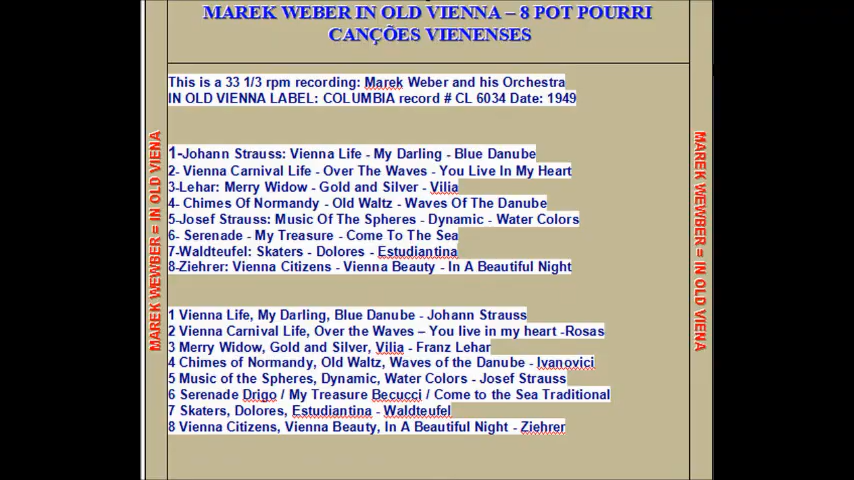 MAREK WEBER IN OLD VIENNA – 8 POT POURRI
CANÇÕES VIENENSES
This is a 33 1/3 rpm recording: Marek Weber and his Orchestra
IN OLD VIENNA LABEL: COLUMBIA record # CL 6034 Date: 1949
1-Johann Strauss: Vienna Life - My Darling - Blue Danube
2- Vienna Carnival Life - Over The Waves - You Live In My Heart
3-Lehar: Merry Widow - Gold and Silver - Vilia
4- Chimes Of Normandy - Old Waltz - Waves Of The Danube
5-Josef Strauss: Music Of The Spheres - Dynamic - Water Colors
6- Serenade - My Treasure - Come To The Sea
7-Waldteufel: Skaters - Dolores - Estudiantina
8-Ziehrer: Vienna Citizens - Vienna Beauty - In A Beautiful Night
1 Vienna Life, My Darling, Blue Danube - Johann Strauss
2 Vienna Carnival Life, Over the Waves – You live in my heart -Rosas
3 Merry Widow, Gold and Silver, Vilia - Franz Lehar
4 Chimes of Normandy, Old Waltz, Waves of the Danube - Ivanovici
5 Music of the Spheres, Dynamic, Water Colors - Josef Strauss
6 Serenade Drigo / My Treasure Becucci / Come to the Sea Traditional
7 Skaters, Dolores, Estudiantina - Waldteufel
8 Vienna Citizens, Vienna Beauty, In A Beautiful Night - Ziehrer
MAREK WEWBER = IN OLD VIENA
MAREK WEWBER = IN OLD VIENA